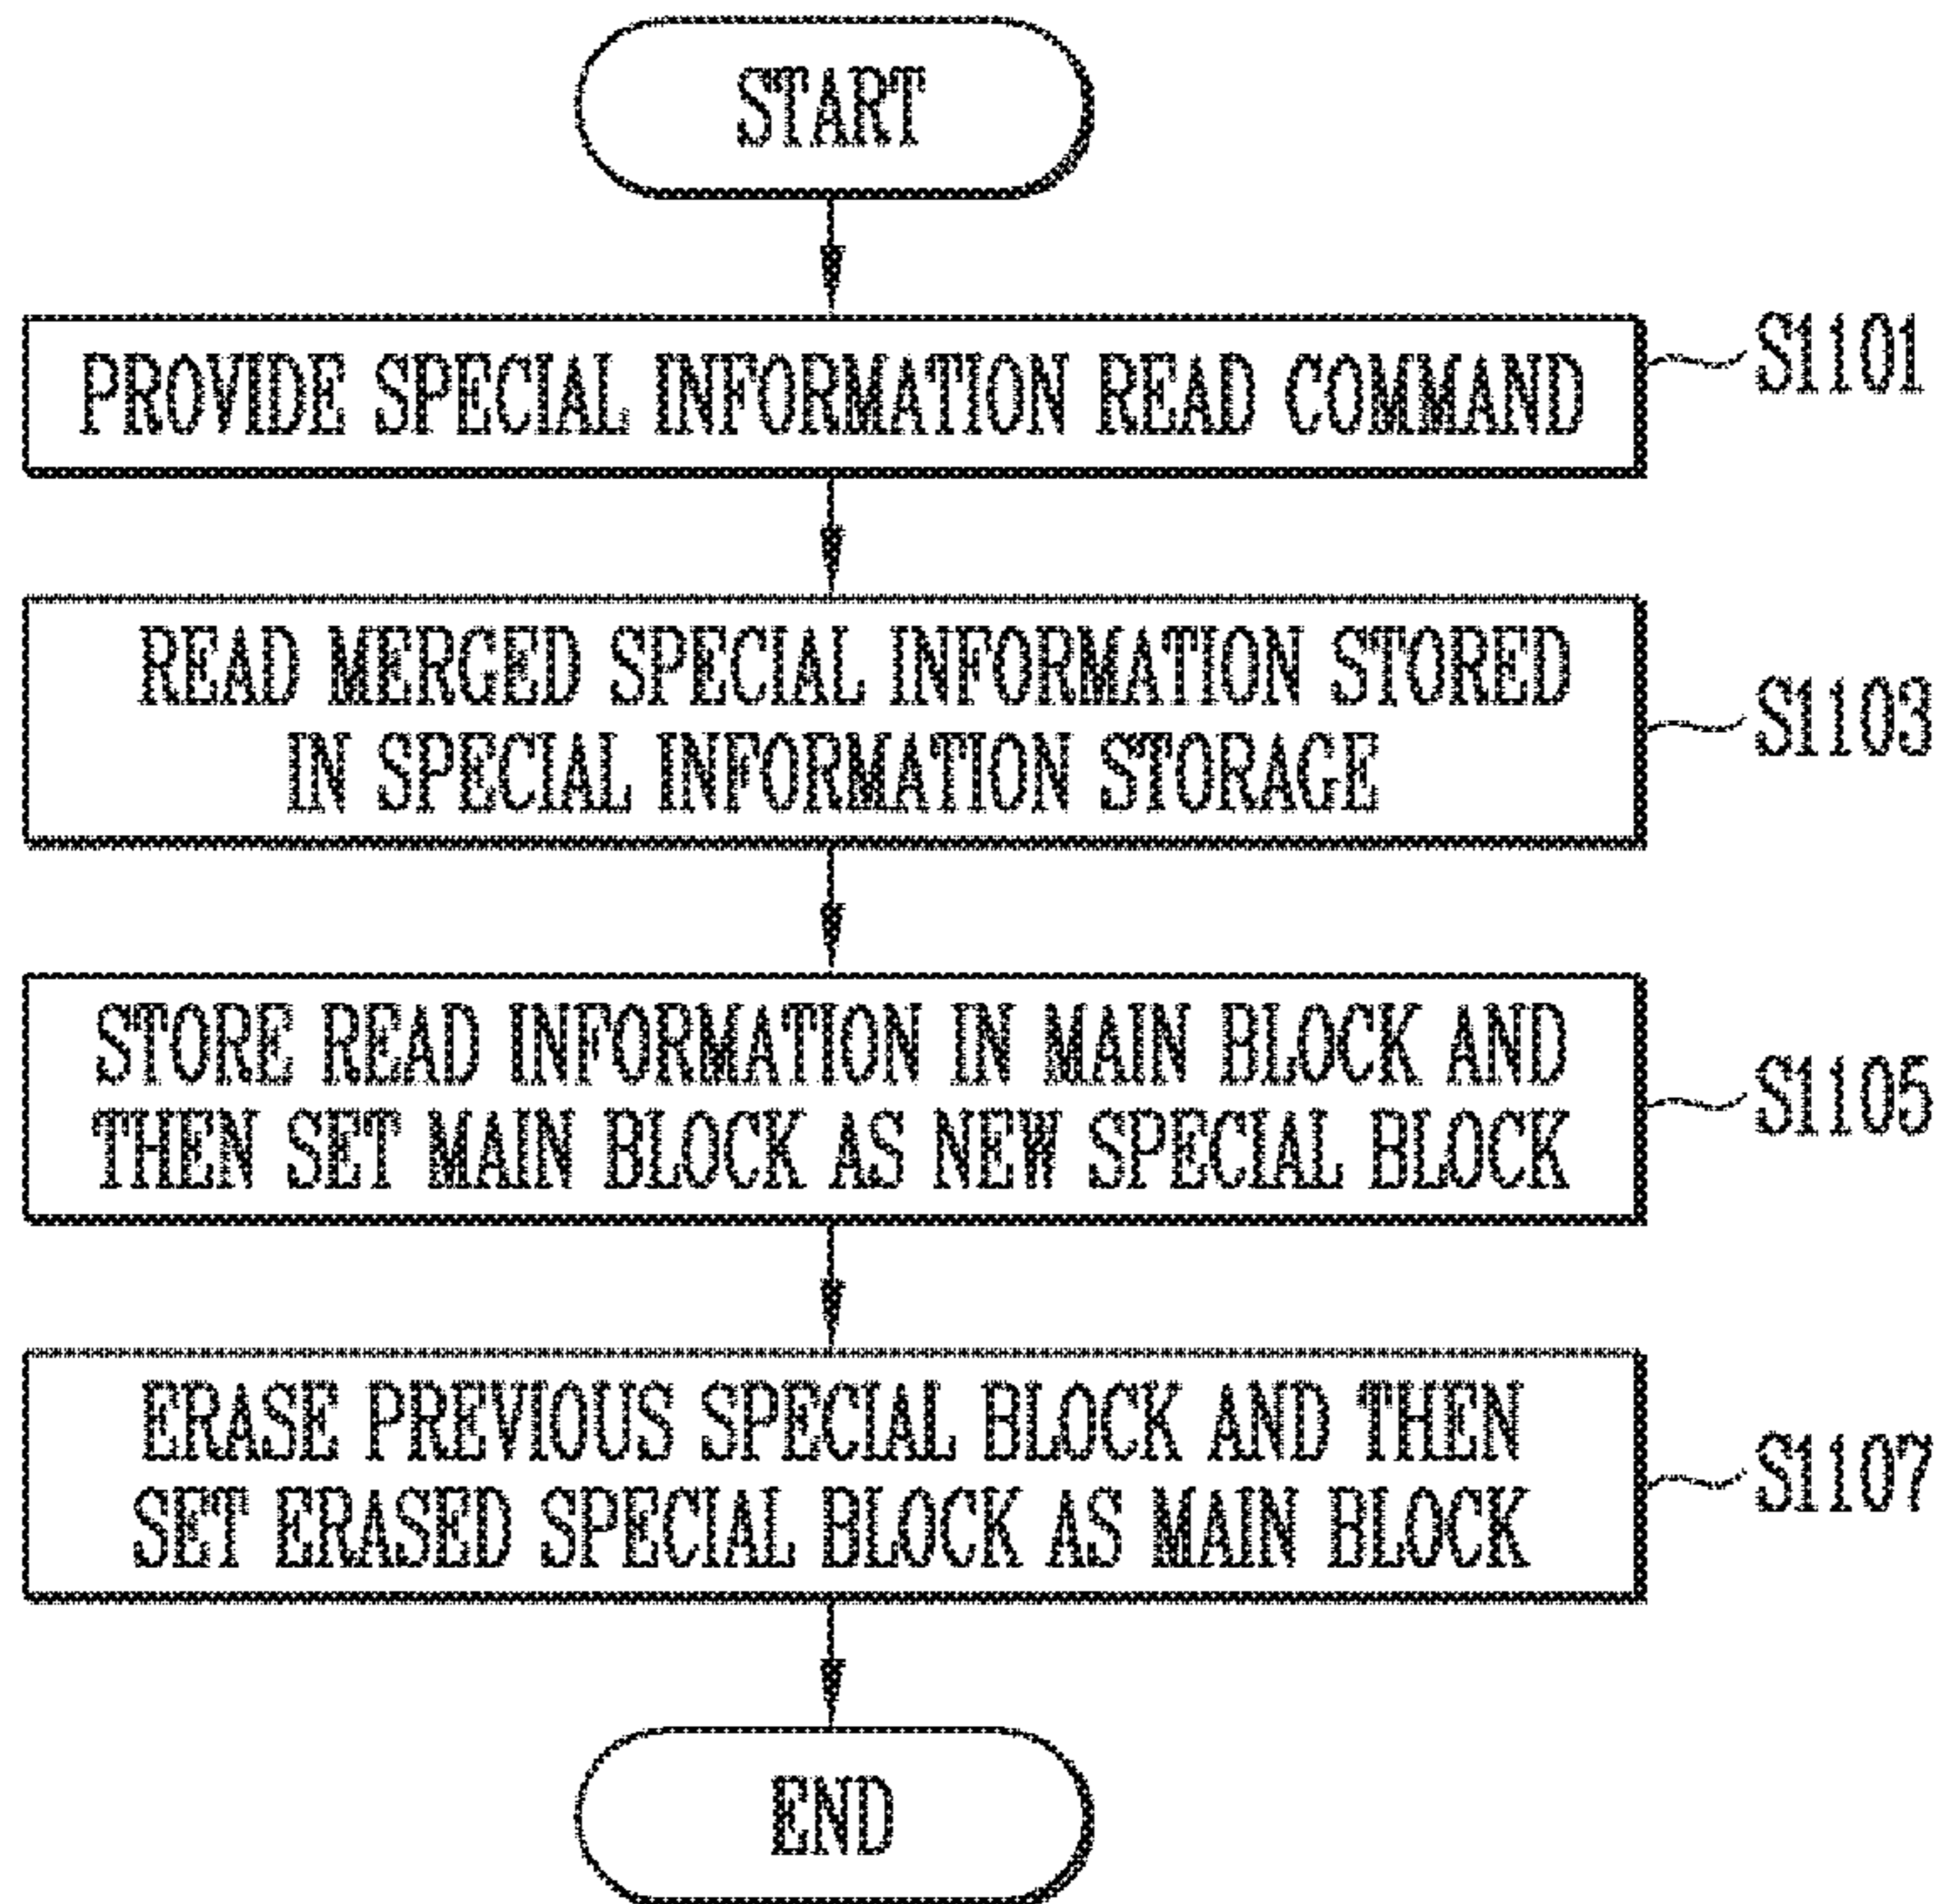 START
PROVIDE SPECIAL INFORMATION READ COMMAND
S1101
READ MERGED SPECIAL INFORMATION STORED
IN SPECIAL INFORMATION STORAGE
S1103
STORE READ INFORMATION IN MAIN BLOCK AND
THEN SET MAIN BLOCK AS NEW SPECIAL BLOCK
S1105
ERASE PREVIOUS SPECIAL BLOCK AND THEN
SET ERASED SPECIAL BLOCK AS MAIN BLOCK
S1107
END